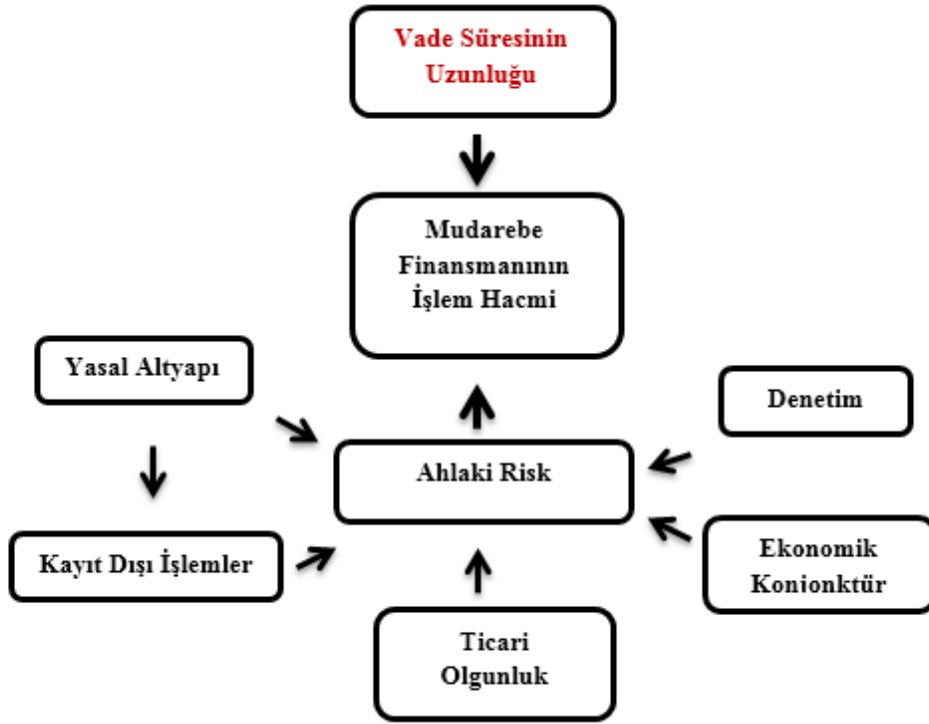 Vade Süresinin
Uzunluğu
Mudarebe
Finansmanının
İşlem Hacmi
Yasal Altyapı
Denetim
Ahlaki Risk
Kayıt Dışı İşlemler
Ekonomik
Konionktür
Ticari
Olgunluk